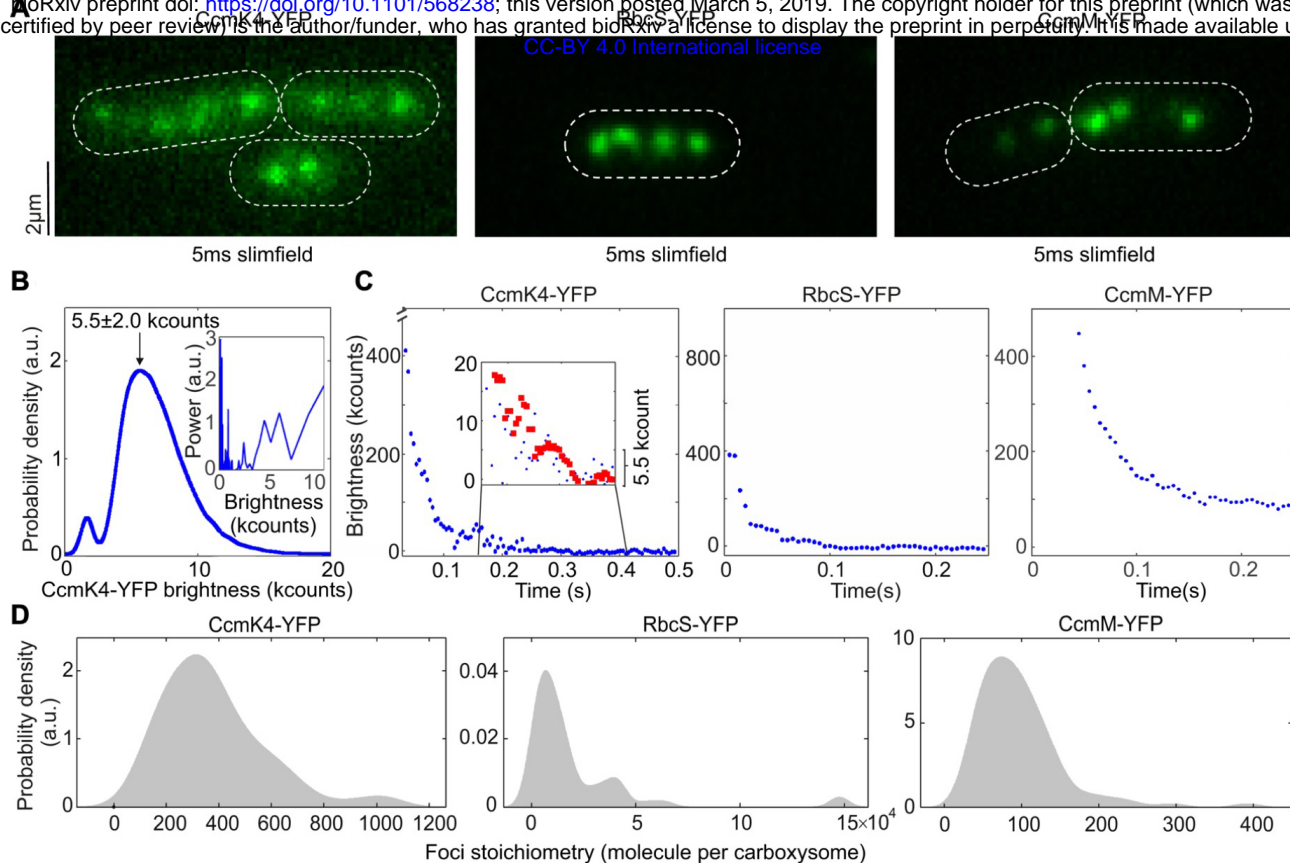 bioRxiv preprint doi: https://doi.org/10.1101/568238; this version posted March 5, 2019. The copyright holder for this preprint (which was
certified by peer review) is the author/funder, who has granted bioRxiv a license to display the preprint in perpetuity. It is made available
CC-BY 4.0 International license
A
CcmK4-YFP RbcS-YFP CcmM-YFP
2µm
5ms slimfield 5ms slimfield 5ms slimfield
B
5.5±2.0 kcounts
Probability density (a.u.)
2
1
0
0 10 20
CcmK4-YFP brightness (kcounts)
Power (a.u.)
3
2
1
0
0 5 10
Brightness
(kcounts)
C
CcmK4-YFP RbcS-YFP CcmM-YFP
Brightness (kcounts)
400
200
0
0.1 0.2 0.3 0.4 0.5
Time (s)
20
10
0
5.5 kcount
800
400
0
0 0.1 0.2
Time(s)
400
200
0
0 0.1 0.2
Time(s)
D
CcmK4-YFP RbcS-YFP CcmM-YFP
Probability density
(a.u.)
2
1
0
0 200 400 600 800 1000 1200
0.04
0.02
0
0 5 10 15×10⁴
10
5
0
0 100 200 300 400
Foci stoichiometry (molecule per carboxysome)